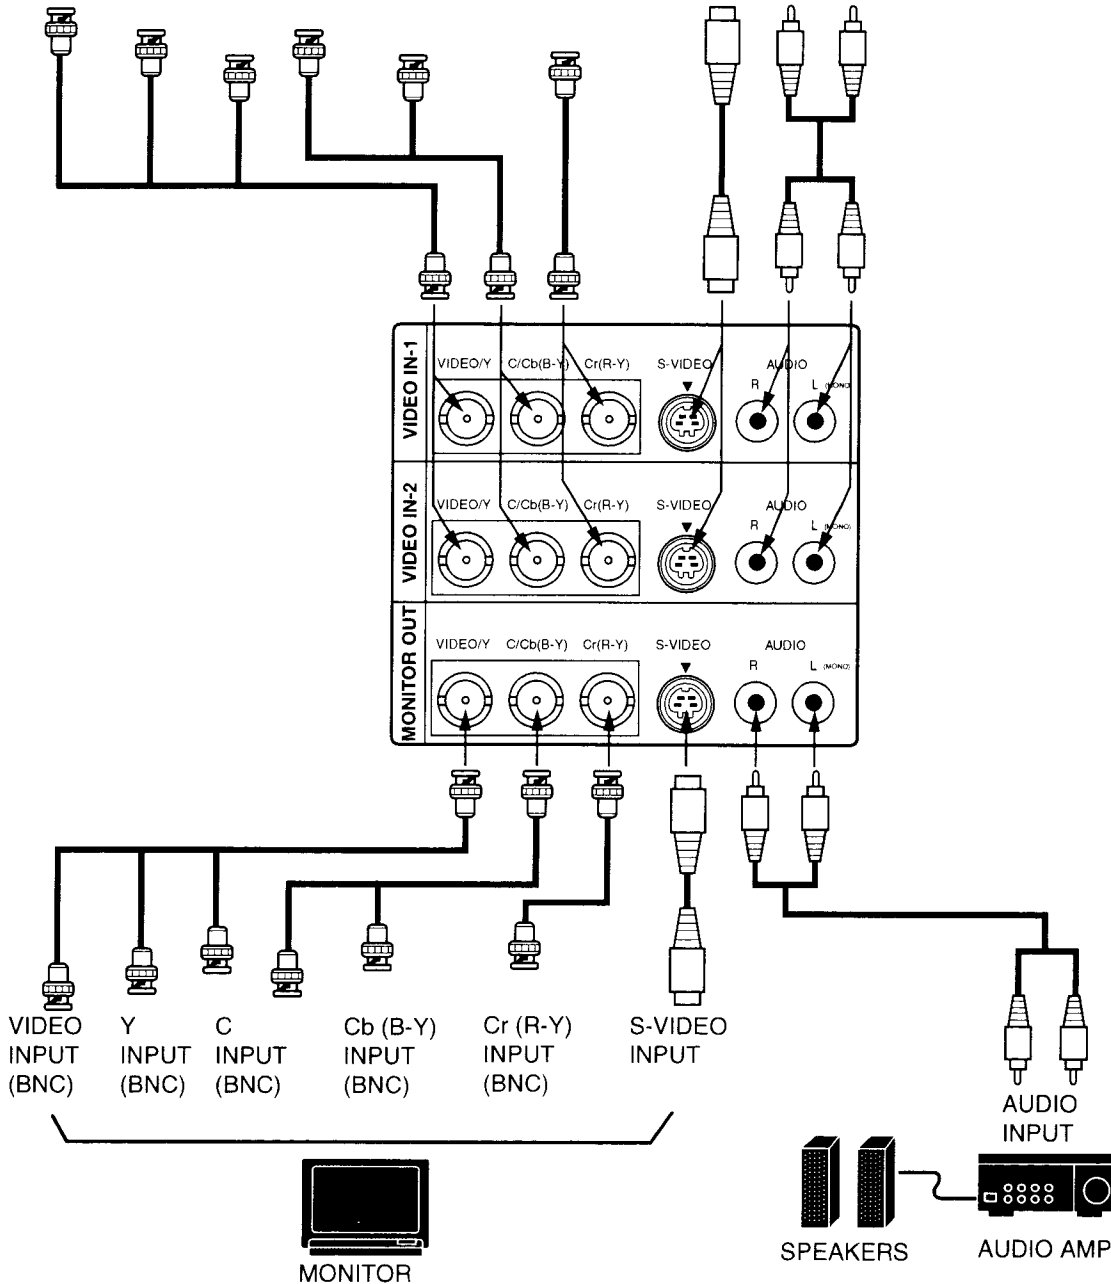 VIDEO IN-1
VIDEO/Y C/Cb(B-Y) Cr(R-Y) S-VIDEO AUDIO
R L (MONO)
VIDEO IN-2
VIDEO/Y C/Cb(B-Y) Cr(R-Y) S-VIDEO AUDIO
R L (MONO)
MONITOR OUT
VIDEO/Y C/Cb(B-Y) Cr(R-Y) S-VIDEO AUDIO
R L (MONO)
VIDEO
INPUT
(BNC)
Y
INPUT
(BNC)
C
INPUT
(BNC)
Cb (B-Y)
INPUT
(BNC)
Cr (R-Y)
INPUT
(BNC)
S-VIDEO
INPUT
AUDIO
INPUT
MONITOR
SPEAKERS
AUDIO AMP